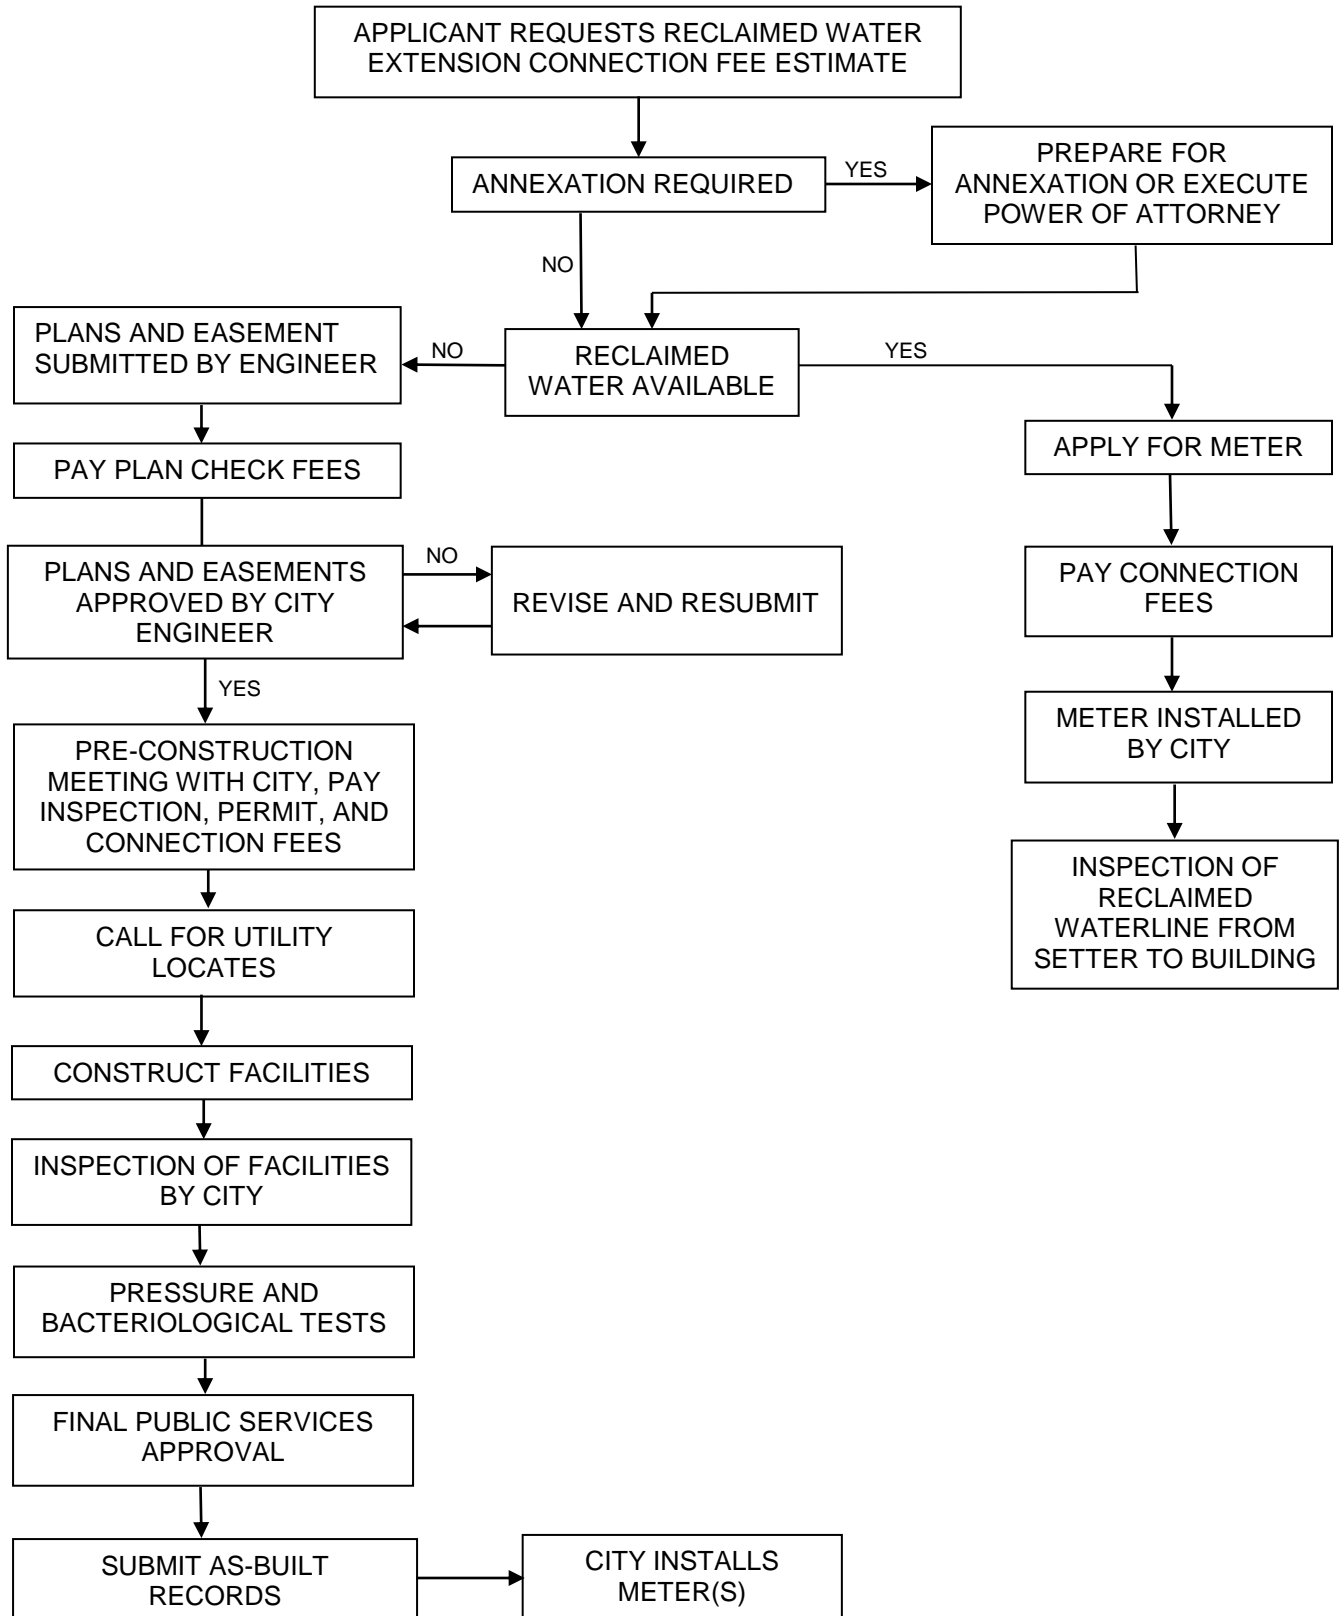 APPLICANT REQUESTS RECLAIMED WATER
EXTENSION CONNECTION FEE ESTIMATE
ANNEXATION REQUIRED
YES
PREPARE FOR
ANNEXATION OR EXECUTE
POWER OF ATTORNEY
NO
RECLAIMED
WATER AVAILABLE
NO
YES
PLANS AND EASEMENT
SUBMITTED BY ENGINEER
PAY PLAN CHECK FEES
PLANS AND EASEMENTS
APPROVED BY CITY
ENGINEER
NO
REVISE AND RESUBMIT
YES
PRE-CONSTRUCTION
MEETING WITH CITY, PAY
INSPECTION, PERMIT, AND
CONNECTION FEES
CALL FOR UTILITY
LOCATES
CONSTRUCT FACILITIES
INSPECTION OF FACILITIES
BY CITY
PRESSURE AND
BACTERIOLOGICAL TESTS
FINAL PUBLIC SERVICES
APPROVAL
SUBMIT AS-BUILT
RECORDS
CITY INSTALLS
METER(S)
APPLY FOR METER
PAY CONNECTION
FEES
METER INSTALLED
BY CITY
INSPECTION OF
RECLAIMED
WATERLINE FROM
SETTER TO BUILDING